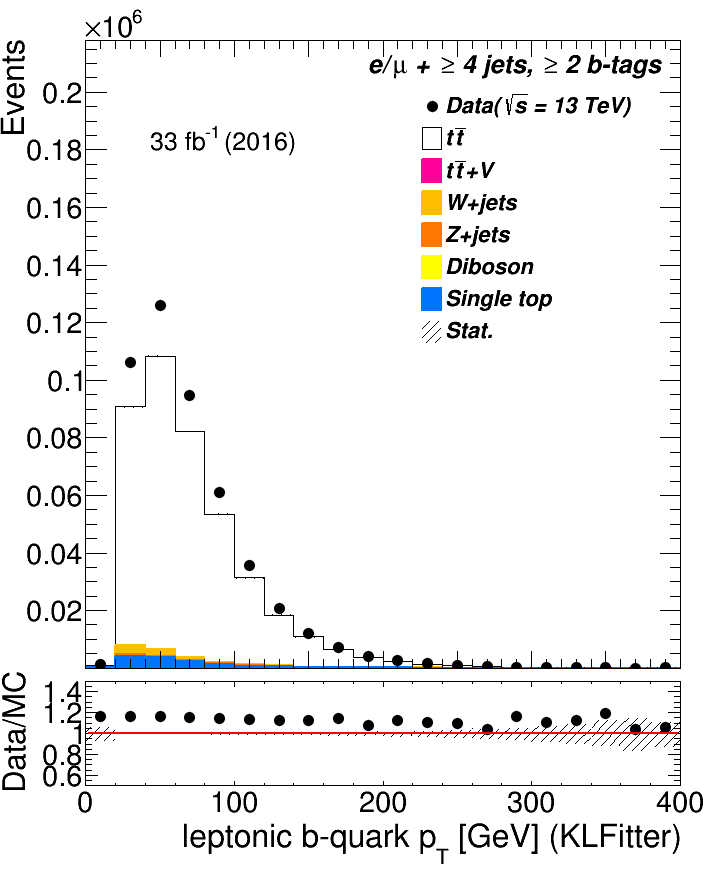 ×10⁶
Events
e/μ + ≥ 4 jets, ≥ 2 b-tags
Data(√s = 13 TeV)
33 fb⁻¹ (2016)
tt̅
tt̅+V
W+jets
Z+jets
Diboson
Single top
Stat.
0.2
0.18
0.16
0.14
0.12
0.1
0.08
0.06
0.04
0.02
Data/MC
1.4
1.2
1
0.8
0.6
0 100 200 300 400
leptonic b-quark p_T [GeV] (KLFitter)